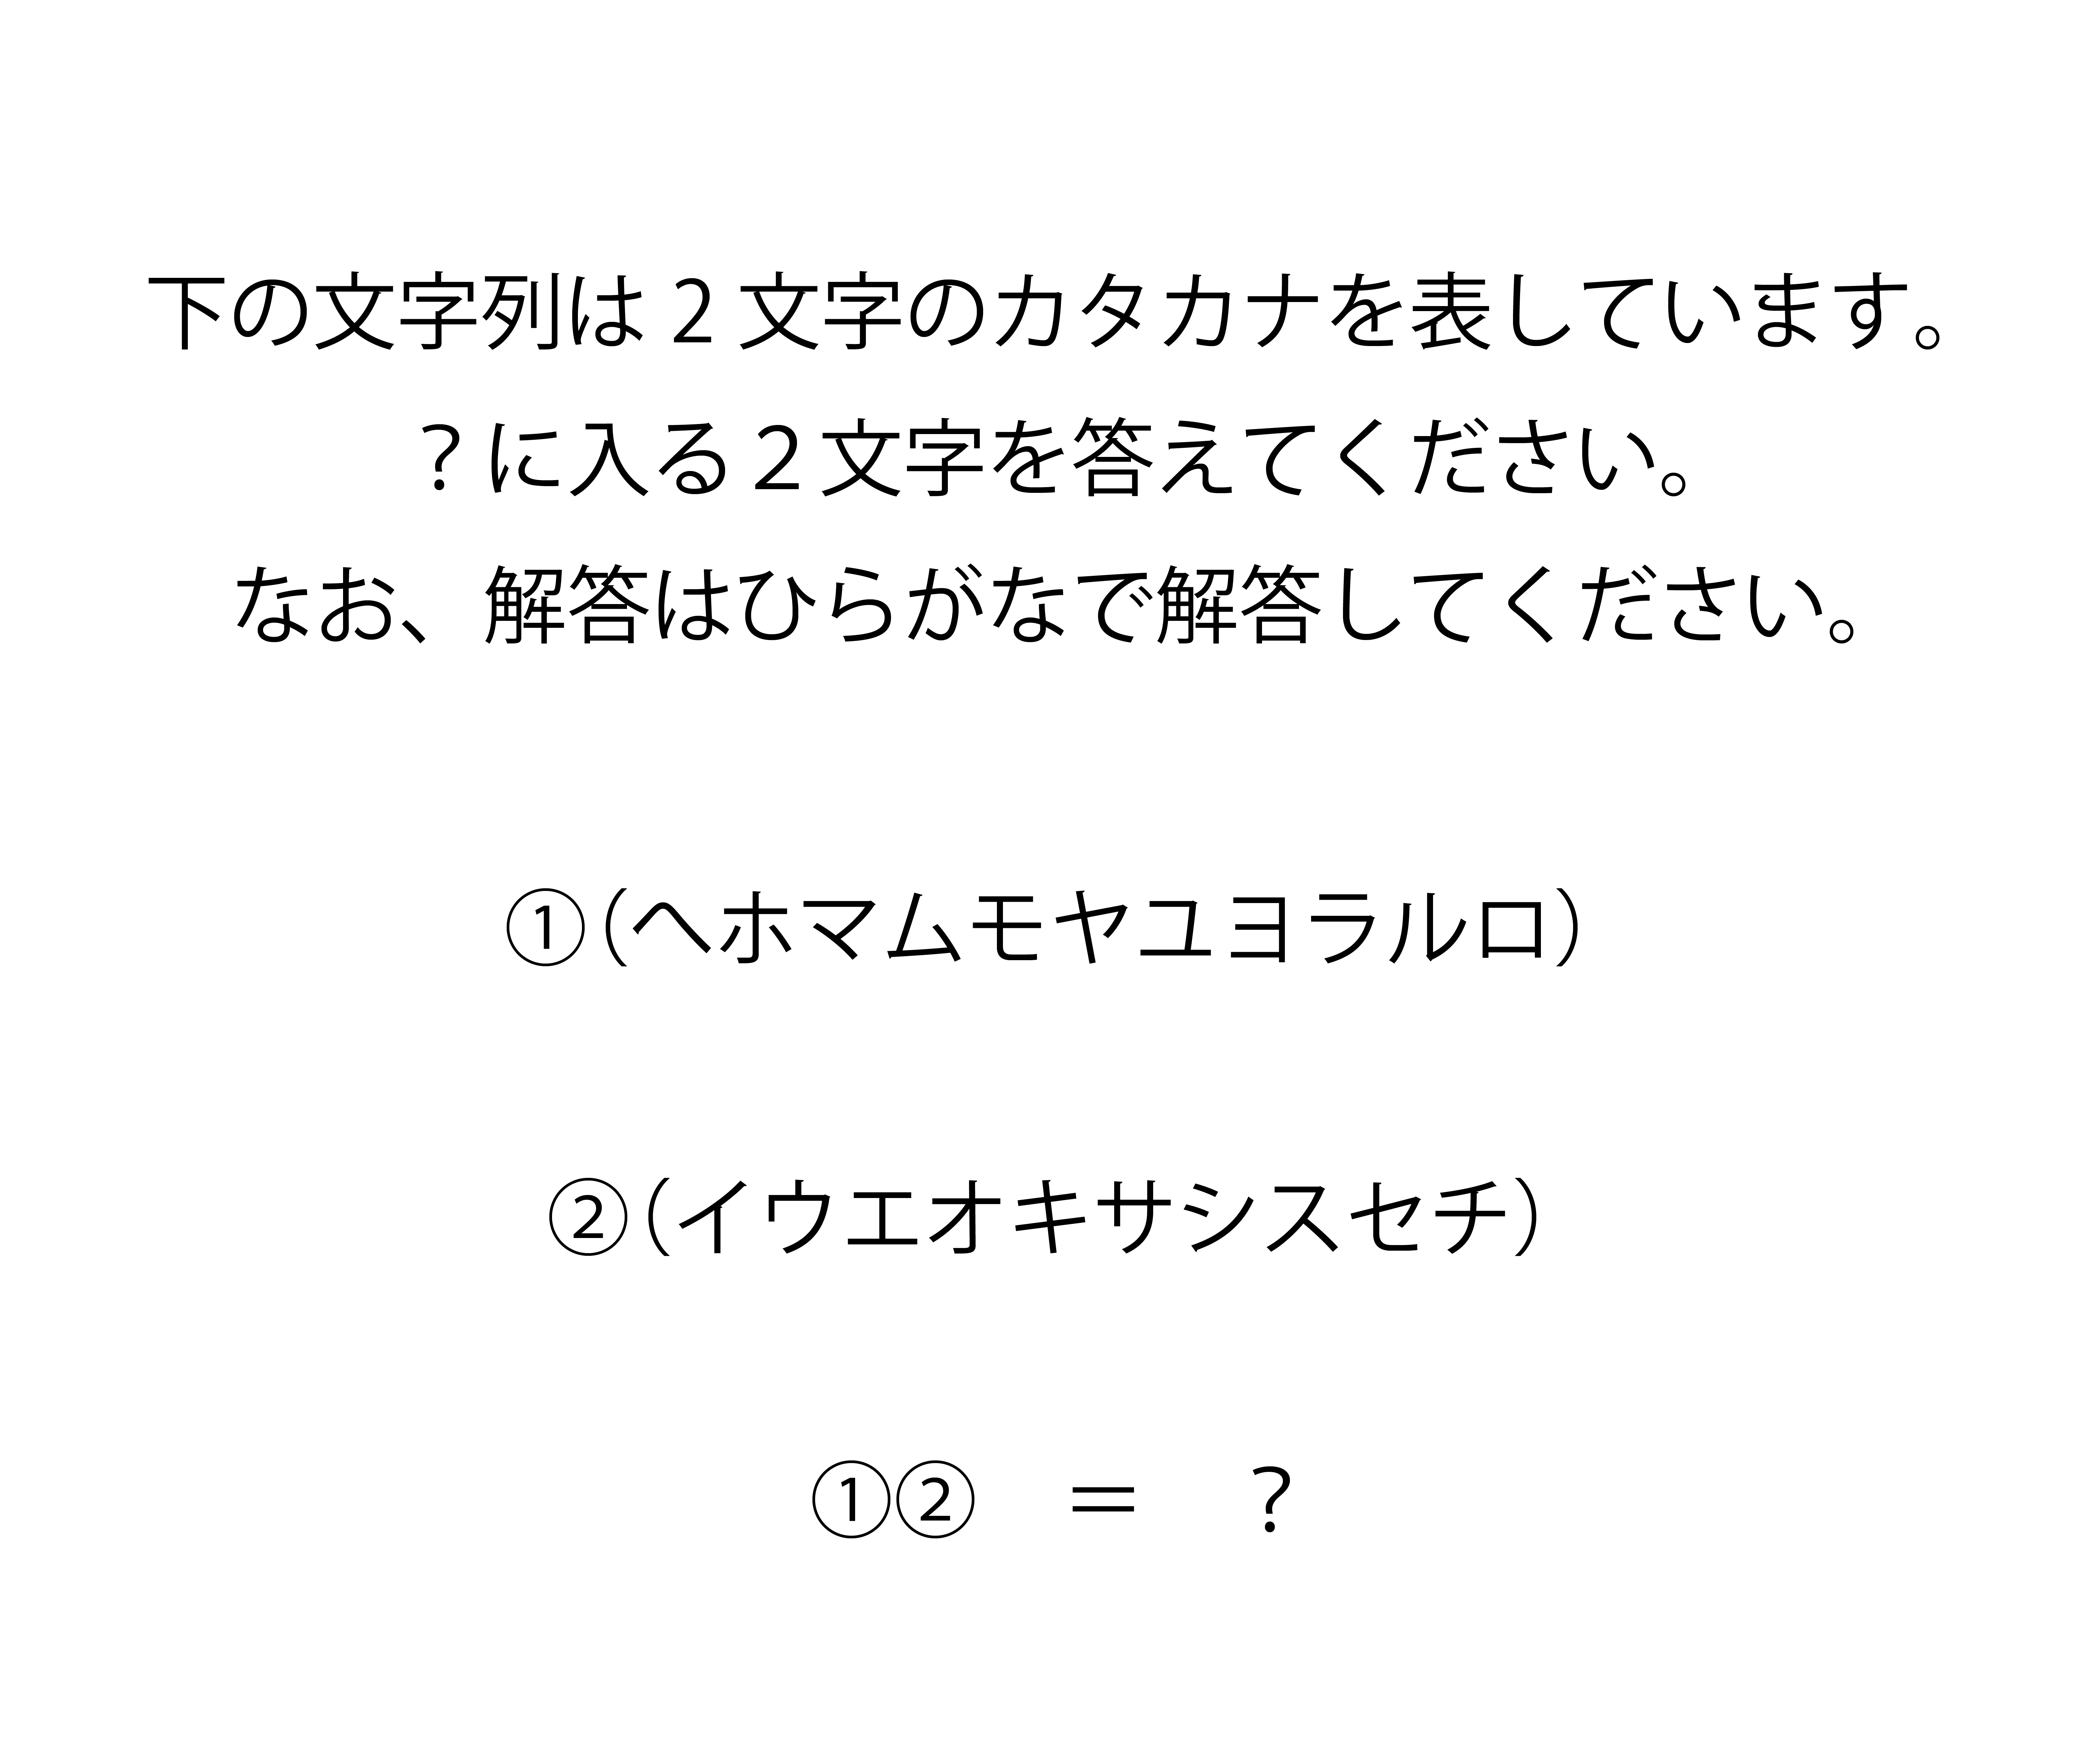 下の文字列は2文字のカタカナを表しています。
?に入る2文字を答えてください。
なお、解答はひらがなで解答してください。
①(ヘホマムモヤユヨラルロ)
②(イウエオキサシスセチ)
①② = ?